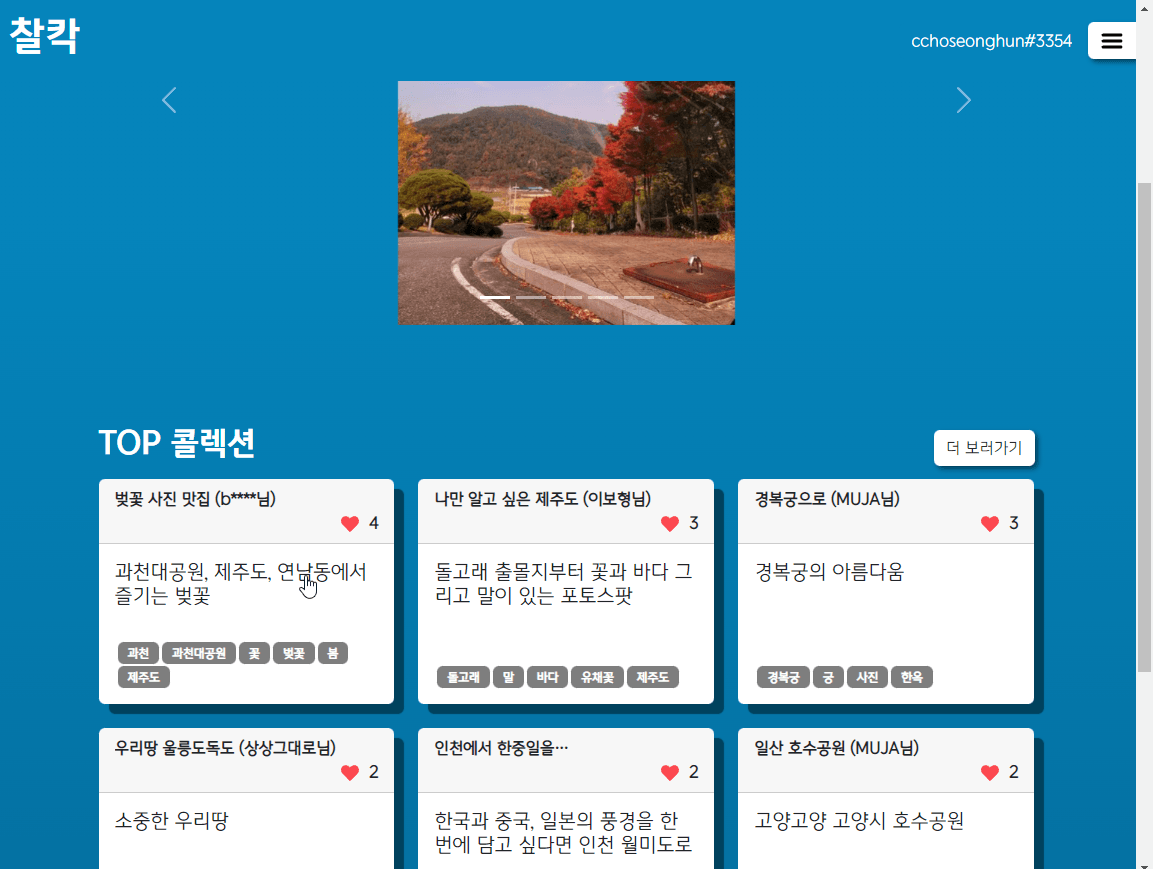 찰칵
cchoseonghun#3354
TOP 콜렉션
더 보러가기
벚꽃 사진 맛집 (b****님)
4
과천대공원, 제주도, 연남동에서
즐기는 벚꽃
과천 과천대공원 꽃 벚꽃 봄
제주도
나만 알고 싶은 제주도 (이보형님)
3
돌고래 출몰지부터 꽃과 바다 그
리고 말이 있는 포토스팟
돌고래 말 바다 유채꽃 제주도
경복궁으로 (MUJA님)
3
경복궁의 아름다움
경복궁 궁 사진 한옥
우리땅 울릉도독도 (상상그대로님)
2
소중한 우리땅
인천에서 한중일을…
2
한국과 중국, 일본의 풍경을 한
번에 담고 싶다면 인천 월미도로
일산 호수공원 (MUJA님)
2
고양고양 고양시 호수공원